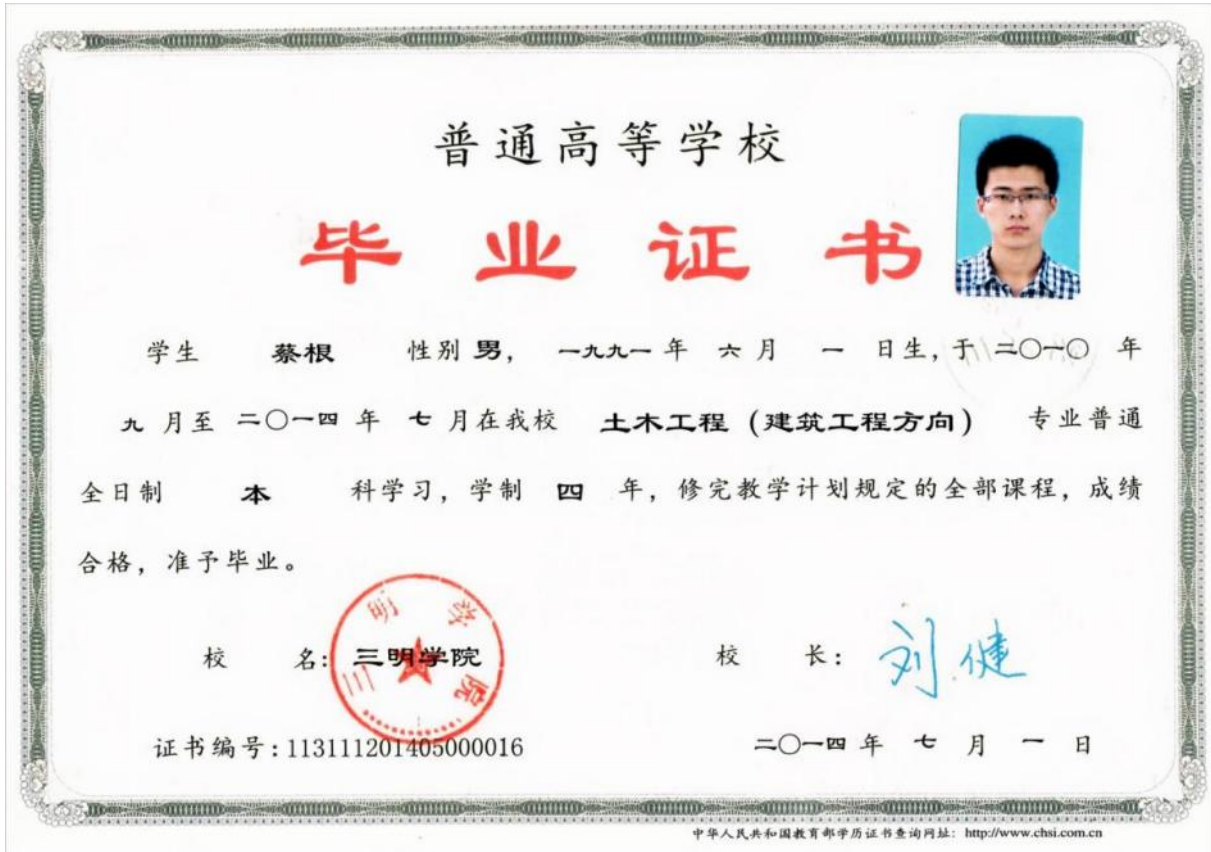 普通高等学校
毕业证书
学生 蔡根 性别 男， 一九九一 年 六 月 一 日生，于 二〇一〇 年
九 月至 二〇一四 年 七 月在我校 土木工程（建筑工程方向） 专业普通
全日制 本 科学习，学制 四 年，修完教学计划规定的全部课程，成绩
合格，准予毕业。
校 名：三明学院
三明学院
校 长：刘健
证书编号：113111201405000016
二〇一四 年 七 月 一 日
中华人民共和国教育部学历证书查询网址：http://www.chsi.com.cn